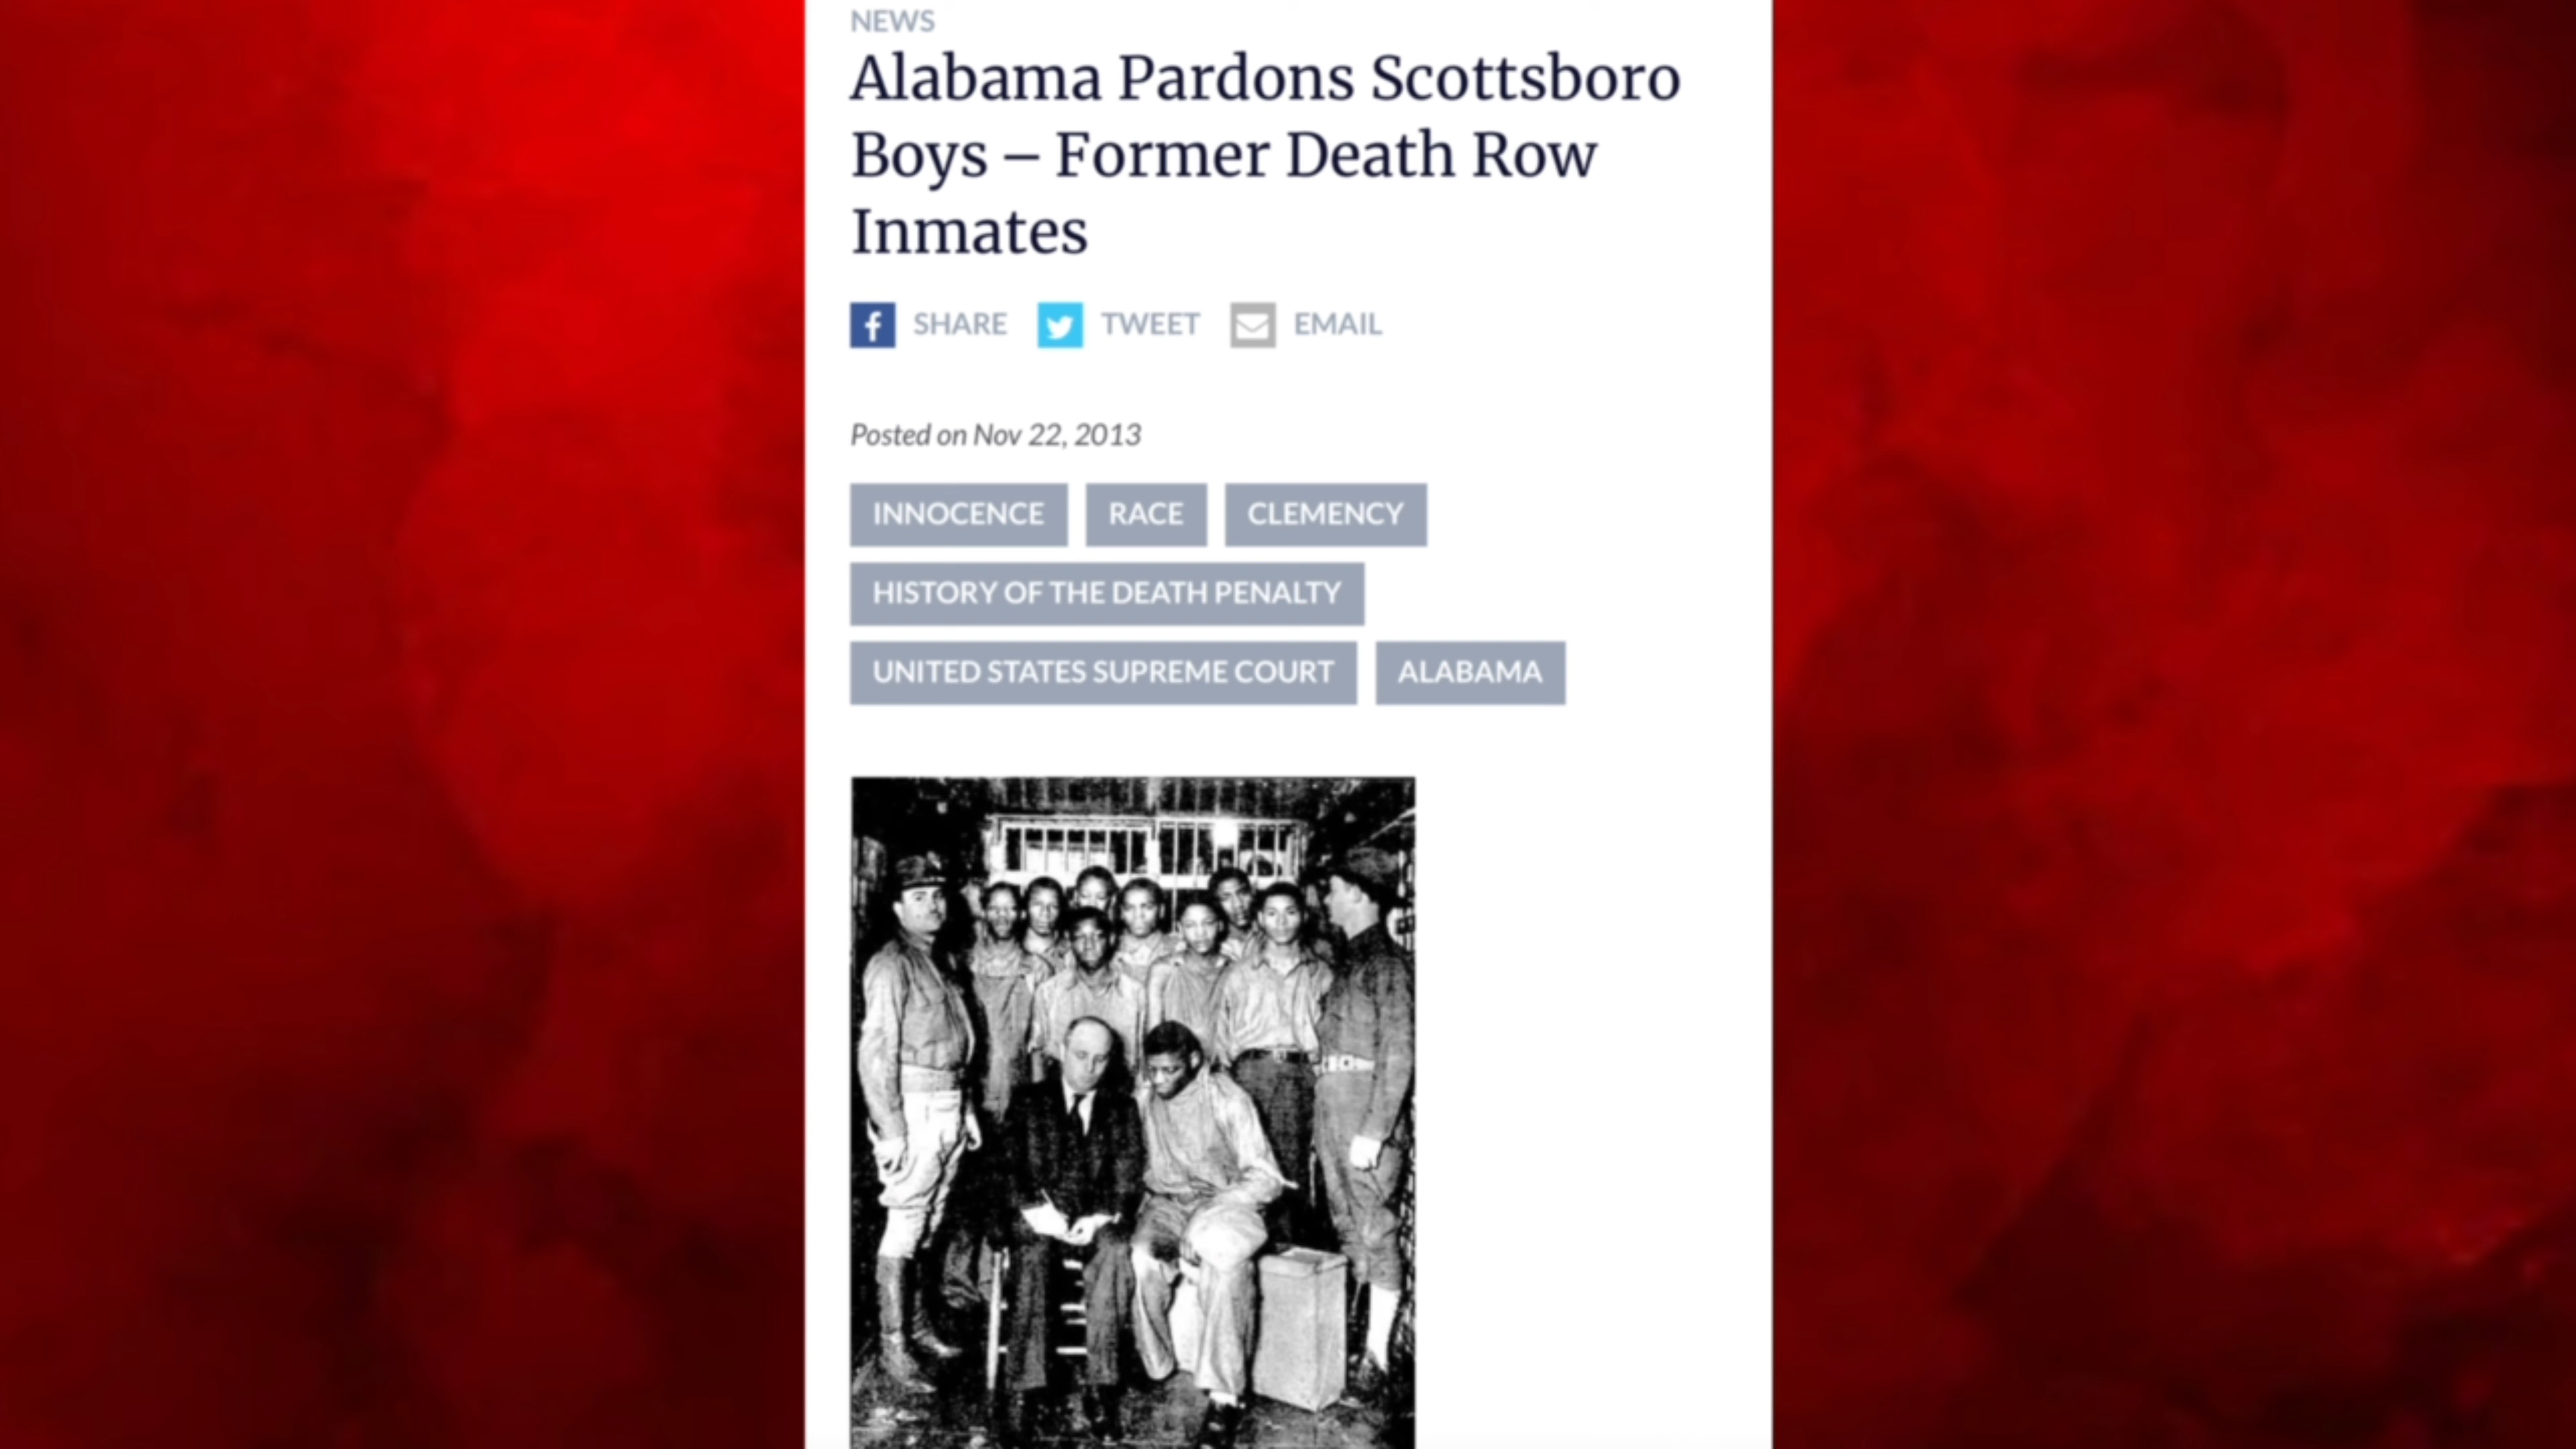 NEWS
Alabama Pardons Scottsboro
Boys – Former Death Row
Inmates
SHARE TWEET EMAIL
Posted on Nov 22, 2013
INNOCENCE RACE CLEMENCY
HISTORY OF THE DEATH PENALTY
UNITED STATES SUPREME COURT ALABAMA